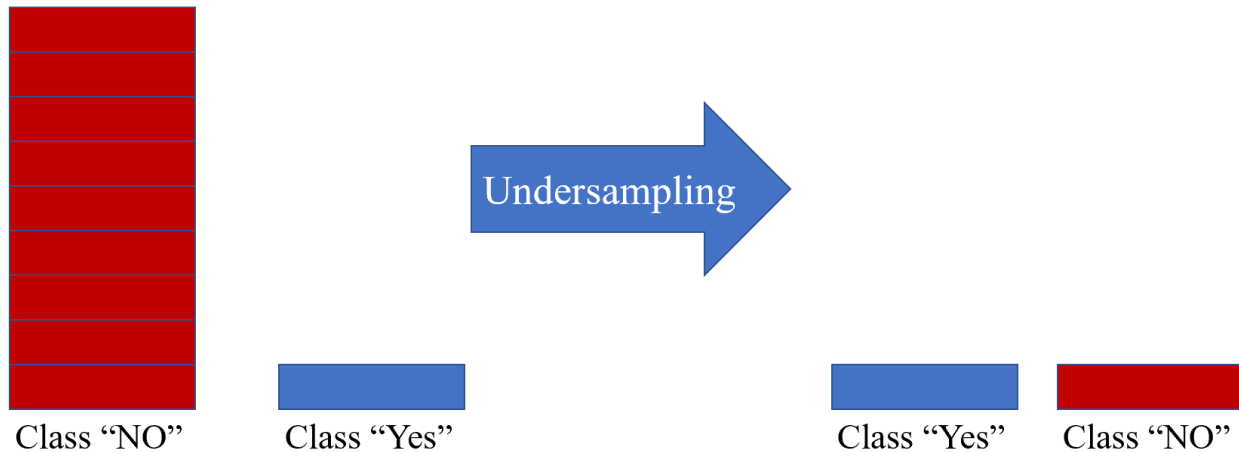 Undersampling
Class “NO”
Class “Yes”
Class “Yes”
Class “NO”